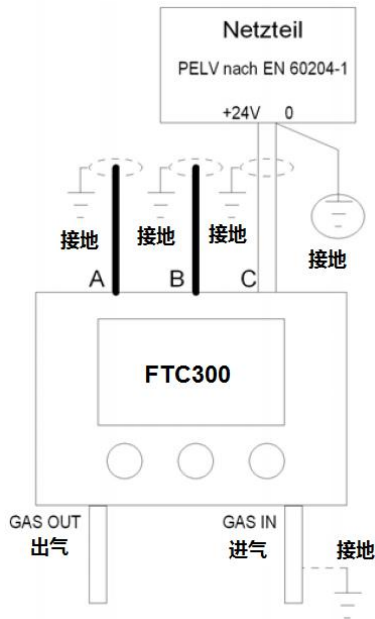 Netzteil
PELV nach EN 60204-1
+24V 0
接地 接地 接地
接地
A B C
FTC300
GAS OUT GAS IN
出气 进气 接地